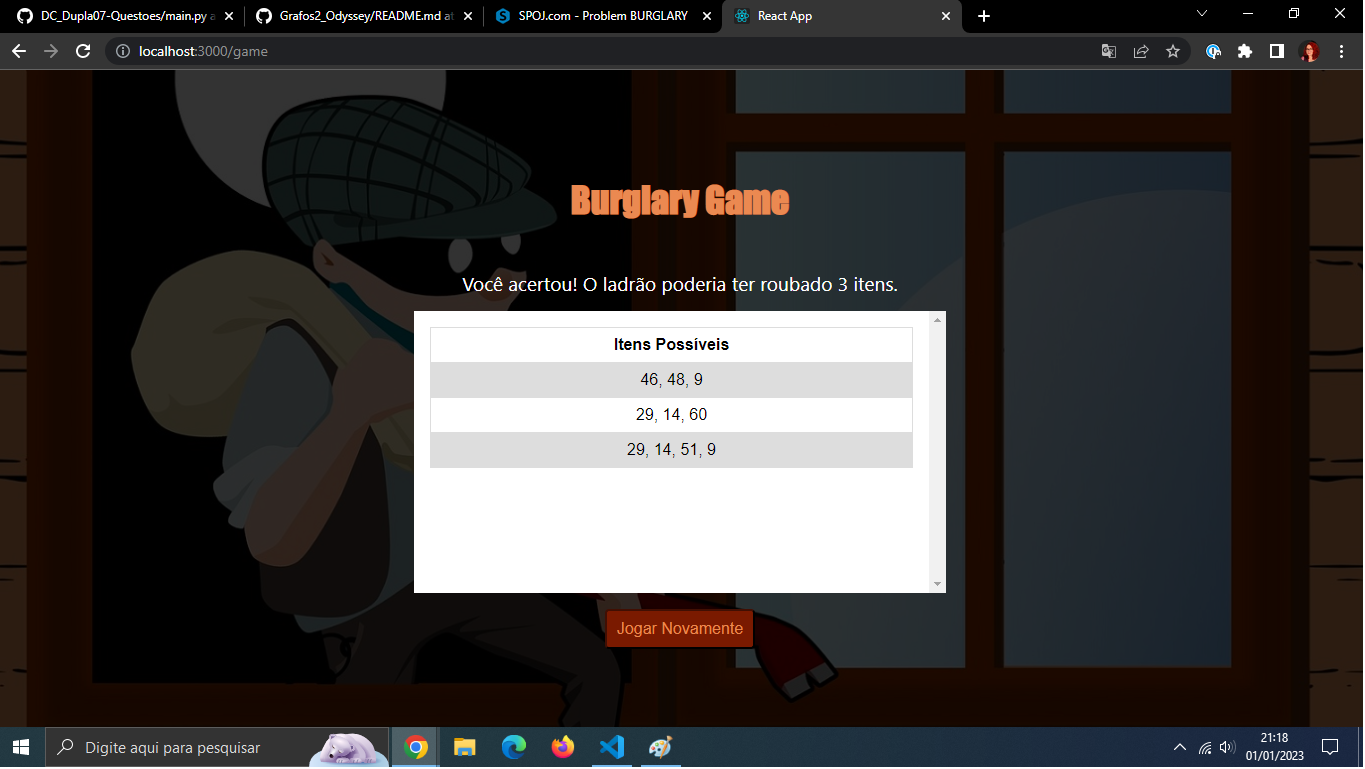 DC_Dupla07-Questoes/main.py a
Grafos2_Odyssey/README.md at
SPOJ.com - Problem BURGLARY
React App
localhost:3000/game
Burglary Game
Você acertou! O ladrão poderia ter roubado 3 itens.
Itens Possíveis
46, 48, 9
29, 14, 60
29, 14, 51, 9
Jogar Novamente
Digite aqui para pesquisar
21:18
01/01/2023